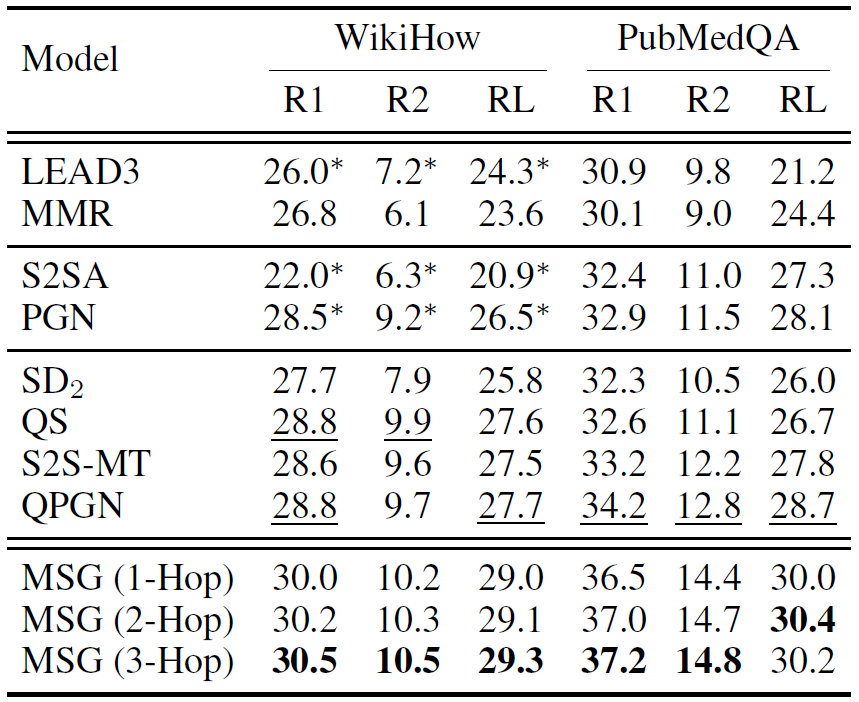 Model WikiHow PubMedQA
R1 R2 RL R1 R2 RL
LEAD3 26.0* 7.2* 24.3* 30.9 9.8 21.2
MMR 26.8 6.1 23.6 30.1 9.0 24.4
S2SA 22.0* 6.3* 20.9* 32.4 11.0 27.3
PGN 28.5* 9.2* 26.5* 32.9 11.5 28.1
SD₂ 27.7 7.9 25.8 32.3 10.5 26.0
QS 28.8 9.9 27.6 32.6 11.1 26.7
S2S-MT 28.6 9.6 27.5 33.2 12.2 27.8
QPGN 28.8 9.7 27.7 34.2 12.8 28.7
MSG (1-Hop) 30.0 10.2 29.0 36.5 14.4 30.0
MSG (2-Hop) 30.2 10.3 29.1 37.0 14.7 30.4
MSG (3-Hop) 30.5 10.5 29.3 37.2 14.8 30.2